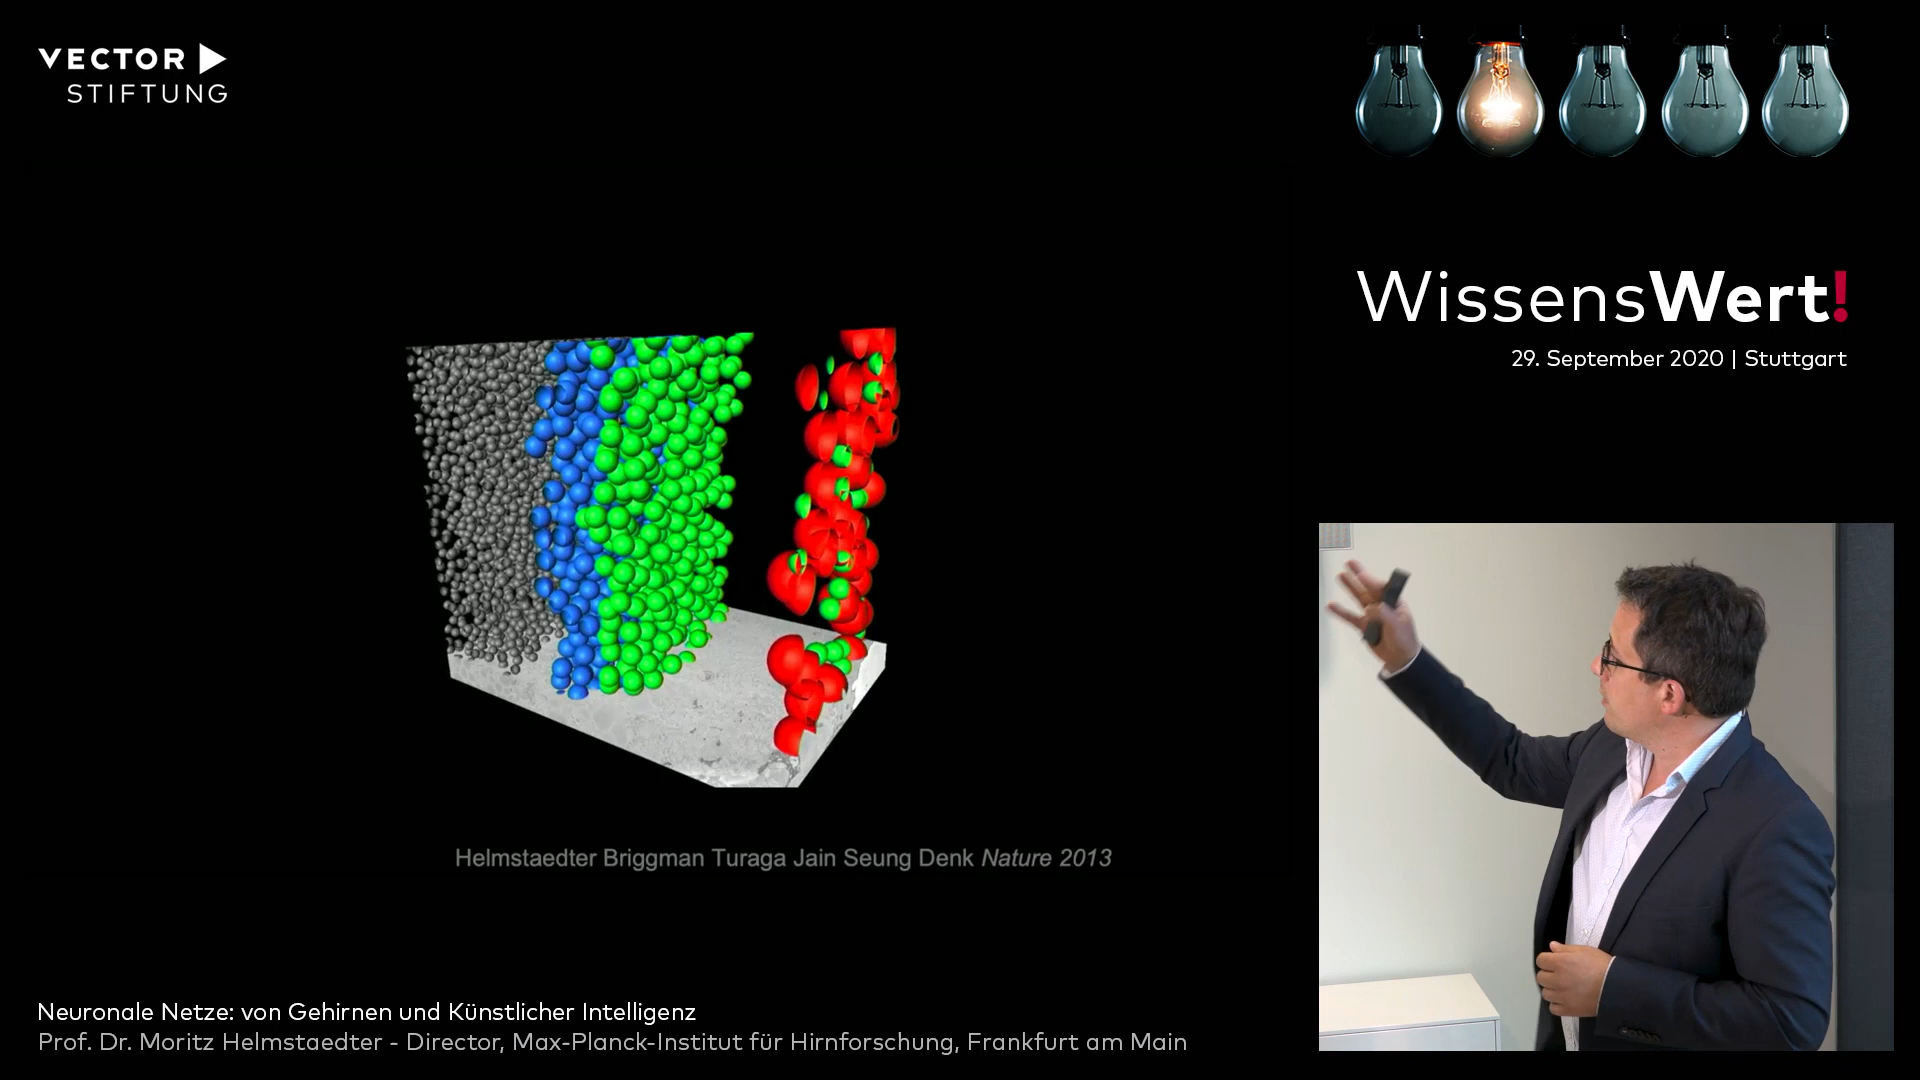 VECTOR
STIFTUNG
WissensWert!
29. September 2020 | Stuttgart
Helmstaedter Briggman Turaga Jain Seung Denk Nature 2013
Neuronale Netze: von Gehirnen und Künstlicher Intelligenz
Prof. Dr. Moritz Helmstaedter - Director, Max-Planck-Institut für Hirnforschung, Frankfurt am Main